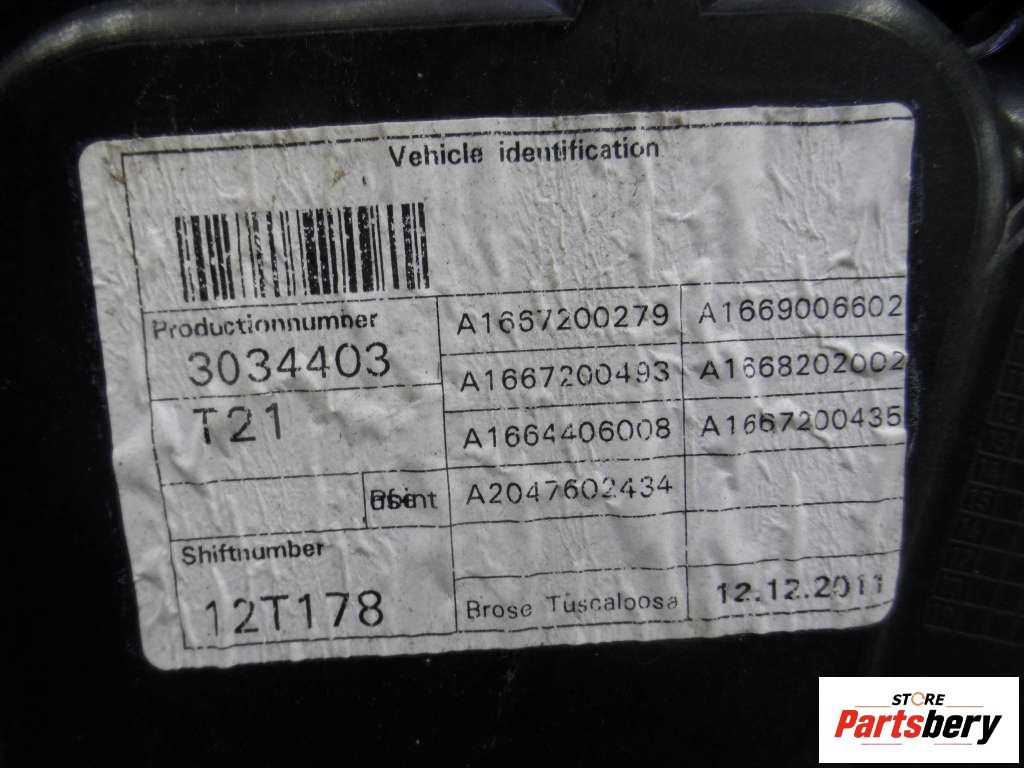 Vehicle identification
Productionnumber
3034403
T21
A1667200279 A1669006602
A1667200493 A1668202002
A1664406008 A1667200435
A2047602434
Shiftnumber
12T178
Brose Tuscaloosa 12.12.2011
STORE
Partsbery